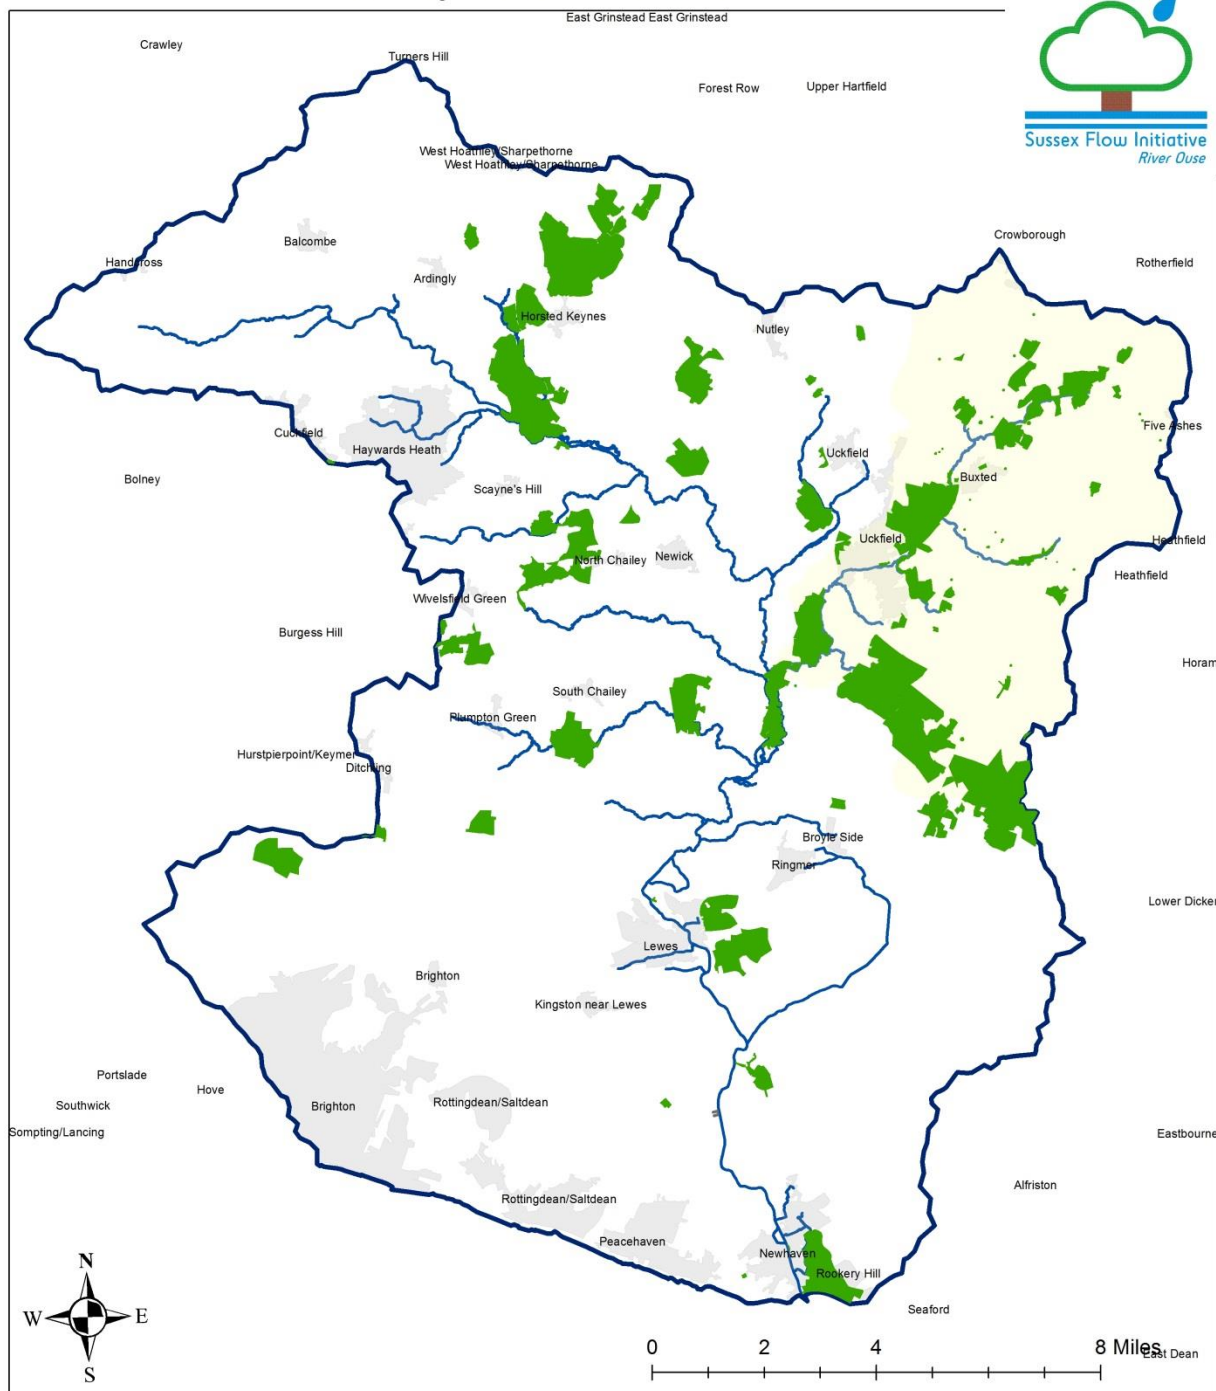 East Grinstead East Grinstead
Crawley
Turners Hill
Forest Row
Upper Hartfield
Sussex Flow Initiative
River Ouse
West Hoathley/Sharpethorne
West Hoathley/Sharpethorne
Crowborough
Balcombe
Handcross
Rotherfield
Ardingly
Horsted Keynes
Nutley
Cuckfield
Five Ashes
Haywards Heath
Uckfield
Bolney
Buxted
Scayne's Hill
Uckfield
Heathfield
North Chailey
Newick
Heathfield
Wivelsfield Green
Burgess Hill
Horam
South Chailey
Plumpton Green
Hurstpierpoint/Keymer
Ditchling
Broyle Side
Ringmer
Lower Dicker
Lewes
Brighton
Kingston near Lewes
Portslade
Hove
Southwick
Brighton
Rottingdean/Saltdean
Sompting/Lancing
Eastbourne
Alfriston
Rottingdean/Saltdean
Peacehaven
Newhaven
Rookery Hill
Seaford
N
W E
S
0 2 4 8 Miles
East Dean